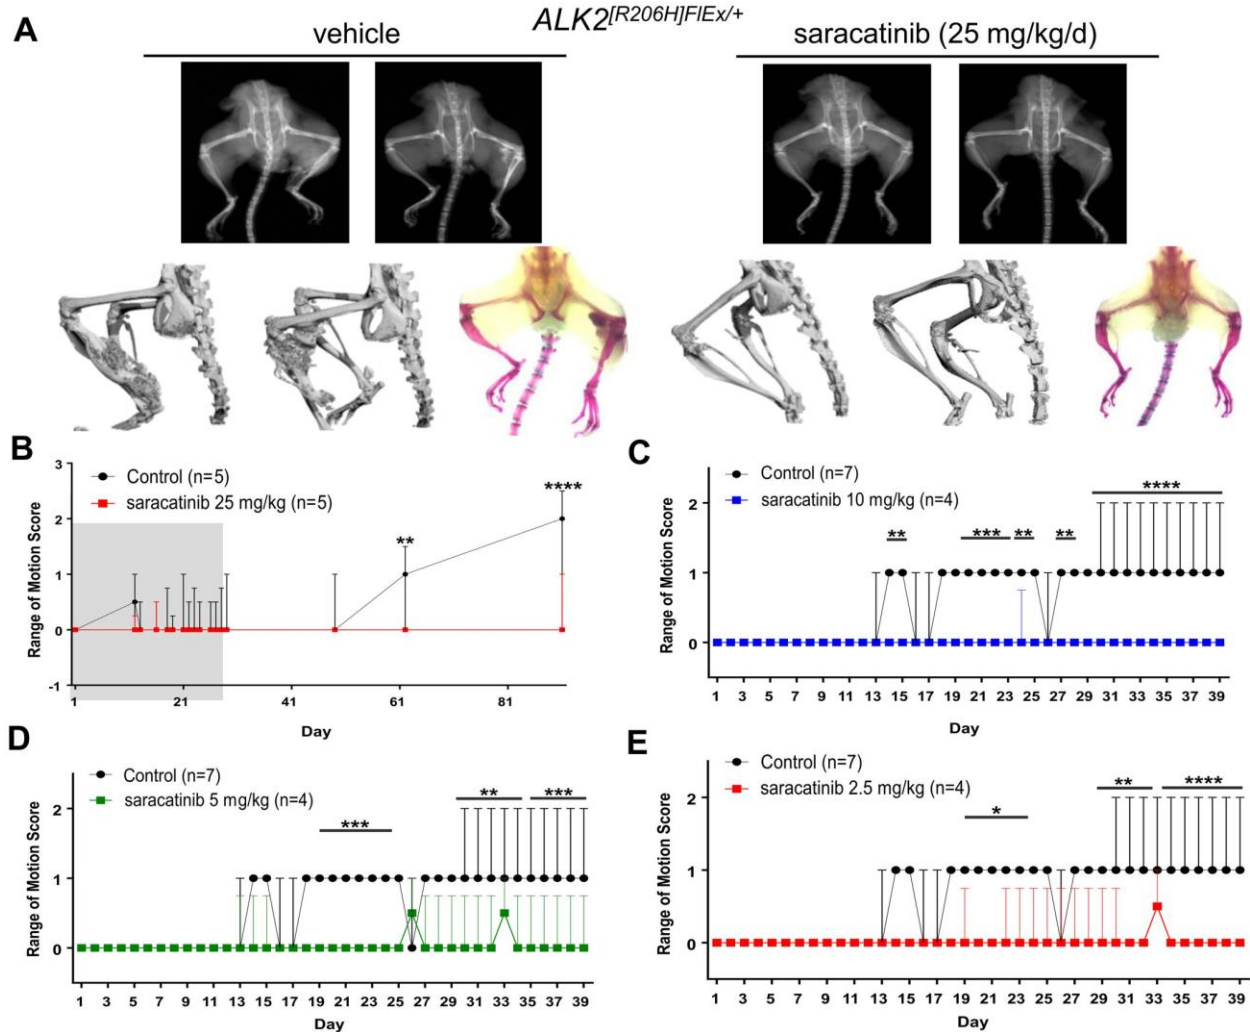 A
ALK2[R206H]FlEx/+
vehicle
saracatinib (25 mg/kg/d)
B
Range of Motion Score
3
2
1
0
-1
Control (n=5)
saracatinib 25 mg/kg (n=5)
**
****
1 21 41 61 81
Day
C
Range of Motion Score
2
1
0
Control (n=7)
saracatinib 10 mg/kg (n=4)
** *** ** ** ****
1 3 5 7 9 11 13 15 17 19 21 23 25 27 29 31 33 35 37 39
Day
D
Range of Motion Score
2
1
0
Control (n=7)
saracatinib 5 mg/kg (n=4)
*** ** ***
1 3 5 7 9 11 13 15 17 19 21 23 25 27 29 31 33 35 37 39
Day
E
Range of Motion Score
2
1
0
Control (n=7)
saracatinib 2.5 mg/kg (n=4)
* ** ****
1 3 5 7 9 11 13 15 17 19 21 23 25 27 29 31 33 35 37 39
Day